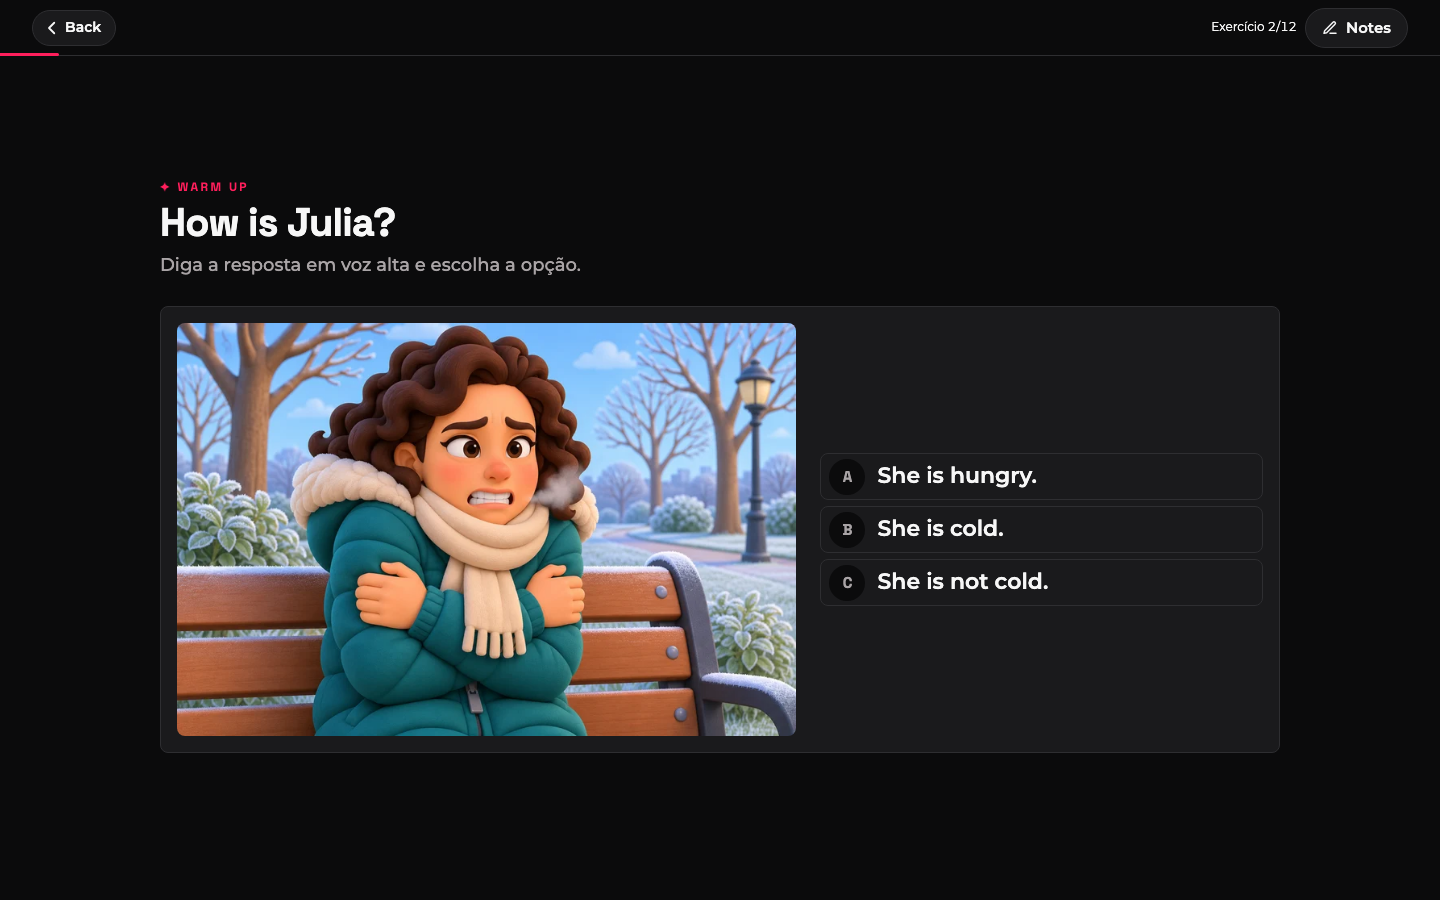 Back
Exercício 2/12
Notes
WARM UP
How is Julia?
Diga a resposta em voz alta e escolha a opção.
A She is hungry.
B She is cold.
C She is not cold.